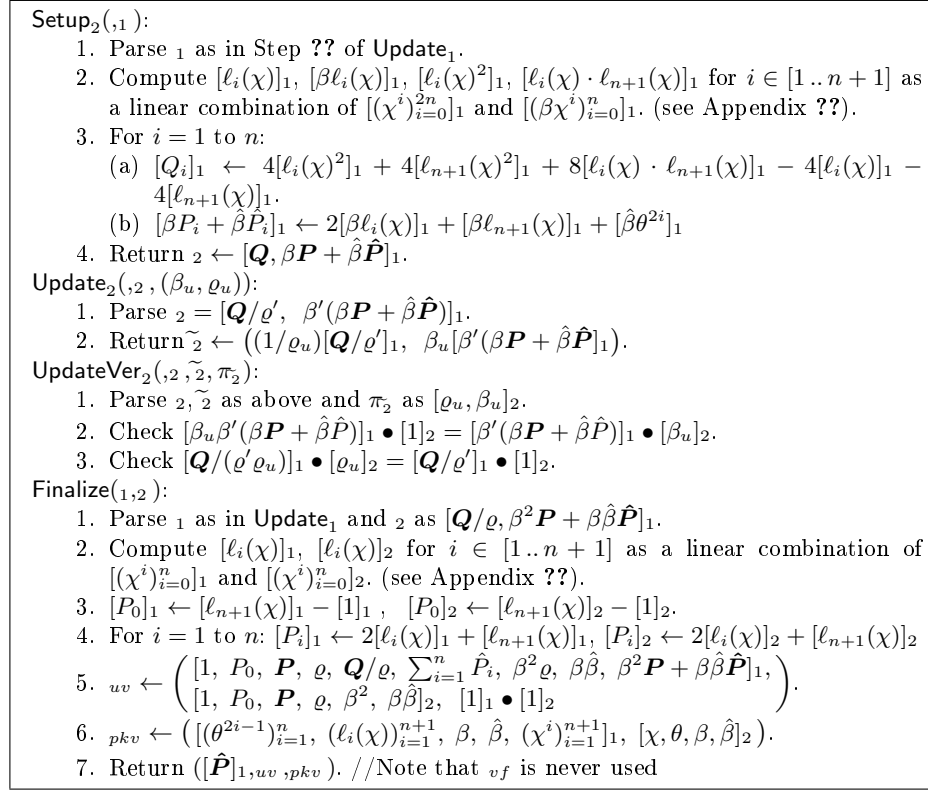 Setup₂(,₁ ):
1. Parse ₁ as in Step ?? of Update₁.
2. Compute [ℓᵢ(χ)]₁, [βℓᵢ(χ)]₁, [ℓᵢ(χ)²]₁, [ℓᵢ(χ) · ℓₙ₊₁(χ)]₁ for i ∈ [1 .. n + 1] as
a linear combination of [(χⁱ)_{i=0}^{2n}]₁ and [(βχⁱ)_{i=0}^{n}]₁. (see Appendix ??).
3. For i = 1 to n:
(a) [Qᵢ]₁ ← 4[ℓᵢ(χ)²]₁ + 4[ℓₙ₊₁(χ)²]₁ + 8[ℓᵢ(χ) · ℓₙ₊₁(χ)]₁ − 4[ℓᵢ(χ)]₁ −
4[ℓₙ₊₁(χ)]₁.
(b) [βPᵢ + β̂P̂ᵢ]₁ ← 2[βℓᵢ(χ)]₁ + [βℓₙ₊₁(χ)]₁ + [β̂θ²ⁱ]₁
4. Return ₂ ← [Q, βP + β̂P̂]₁.
Update₂(,₂ , (βᵤ, ϱᵤ)):
1. Parse ₂ = [Q/ϱ′, β′(βP + β̂P̂)]₁.
2. Return ˜₂ ← ((1/ϱᵤ)[Q/ϱ′]₁, βᵤ[β′(βP + β̂P̂]₁).
UpdateVer₂(,₂ ,˜₂, π_{˜₂}):
1. Parse ₂,˜₂ as above and π_{˜₂} as [ϱᵤ, βᵤ]₂.
2. Check [βᵤβ′(βP + β̂P̂)]₁ • [1]₂ = [β′(βP + β̂P̂)]₁ • [βᵤ]₂.
3. Check [Q/(ϱ′ϱᵤ)]₁ • [ϱᵤ]₂ = [Q/ϱ′]₁ • [1]₂.
Finalize(₁,₂ ):
1. Parse ₁ as in Update₁ and ₂ as [Q/ϱ, β²P + ββ̂P̂]₁.
2. Compute [ℓᵢ(χ)]₁, [ℓᵢ(χ)]₂ for i ∈ [1 .. n + 1] as a linear combination of
[(χⁱ)_{i=0}^{n}]₁ and [(χⁱ)_{i=0}^{n}]₂. (see Appendix ??).
3. [P₀]₁ ← [ℓₙ₊₁(χ)]₁ − [1]₁ , [P₀]₂ ← [ℓₙ₊₁(χ)]₂ − [1]₂.
4. For i = 1 to n: [Pᵢ]₁ ← 2[ℓᵢ(χ)]₁ + [ℓₙ₊₁(χ)]₁, [Pᵢ]₂ ← 2[ℓᵢ(χ)]₂ + [ℓₙ₊₁(χ)]₂
5. _{uv} ← ( [1, P₀, P, ϱ, Q/ϱ, ∑_{i=1}^{n} P̂ᵢ, β²ϱ, ββ̂, β²P + ββ̂P̂]₁,
[1, P₀, P, ϱ, β², ββ̂]₂, [1]₁ • [1]₂ ).
6. _{pkv} ← ([(θ²ⁱ⁻¹)_{i=1}^{n}, (ℓᵢ(χ))_{i=1}^{n+1}, β, β̂, (χⁱ)_{i=1}^{n+1}]₁, [χ, θ, β, β̂]₂).
7. Return ([P̂]₁,_{uv} ,_{pkv} ). //Note that _{vf} is never used